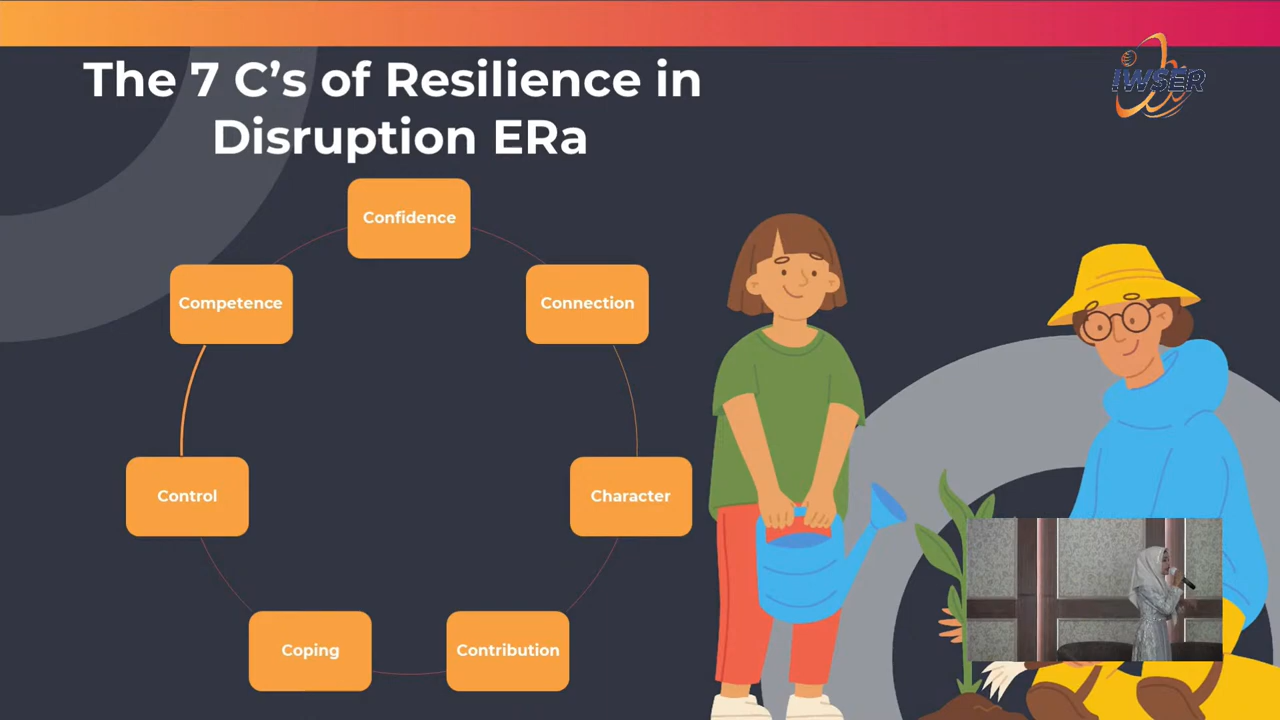 The 7 C’s of Resilience in
Disruption ERa
IWSER
Confidence
Competence
Connection
Control
Character
Coping
Contribution